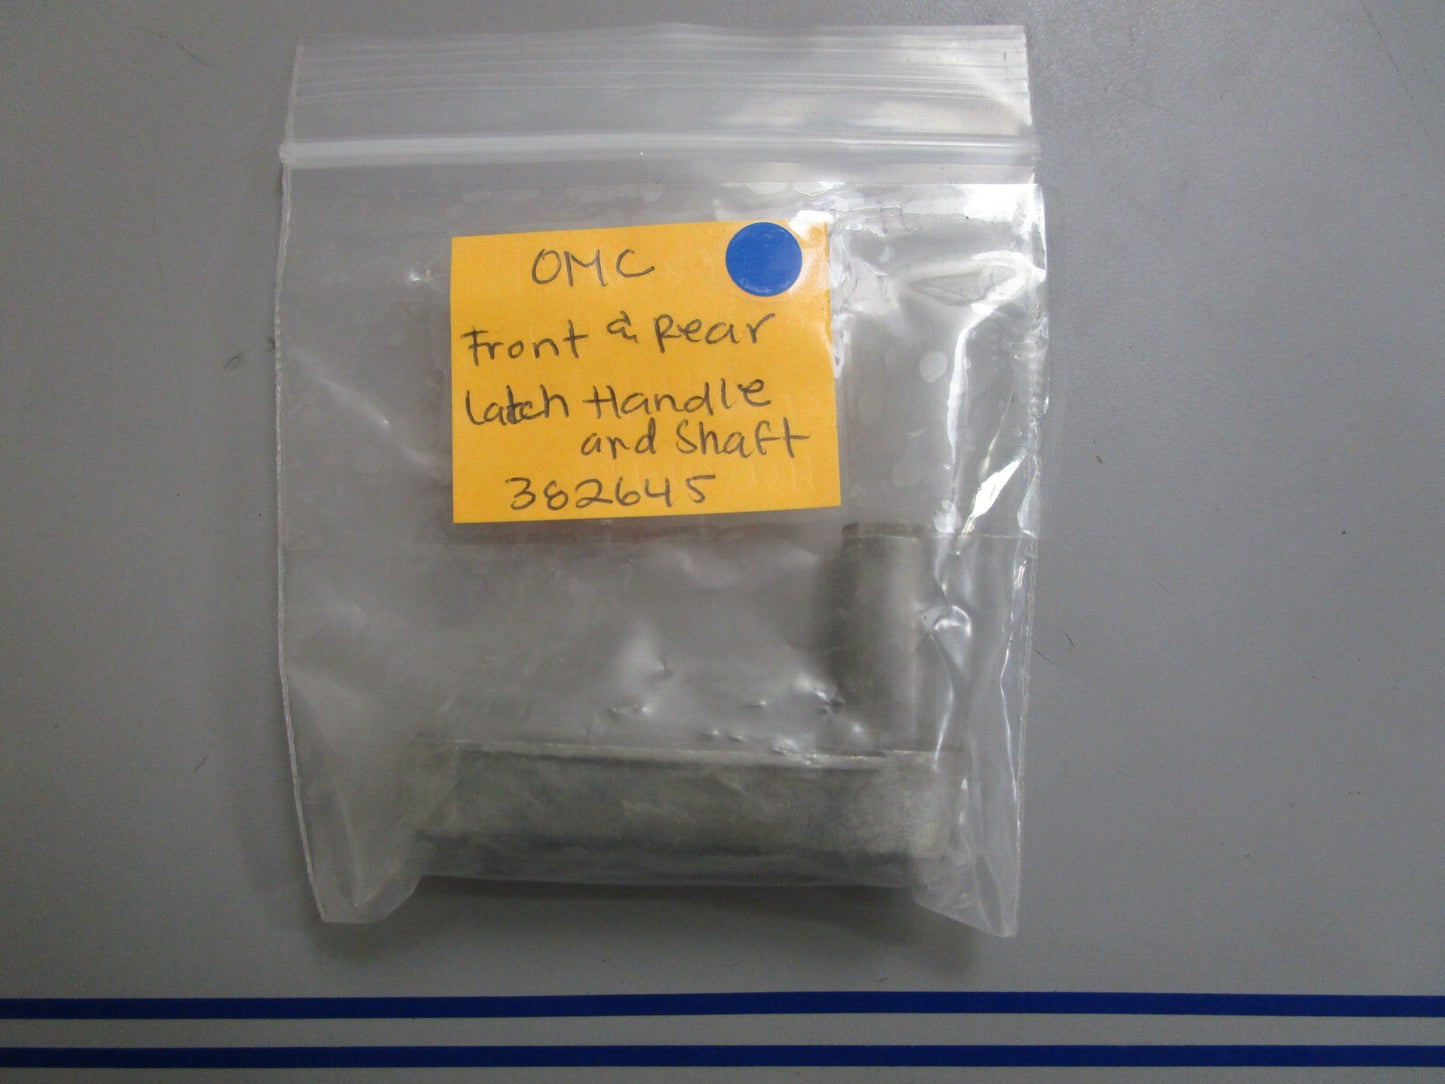 OMC
Front & Rear
Latch Handle
and Shaft
382645